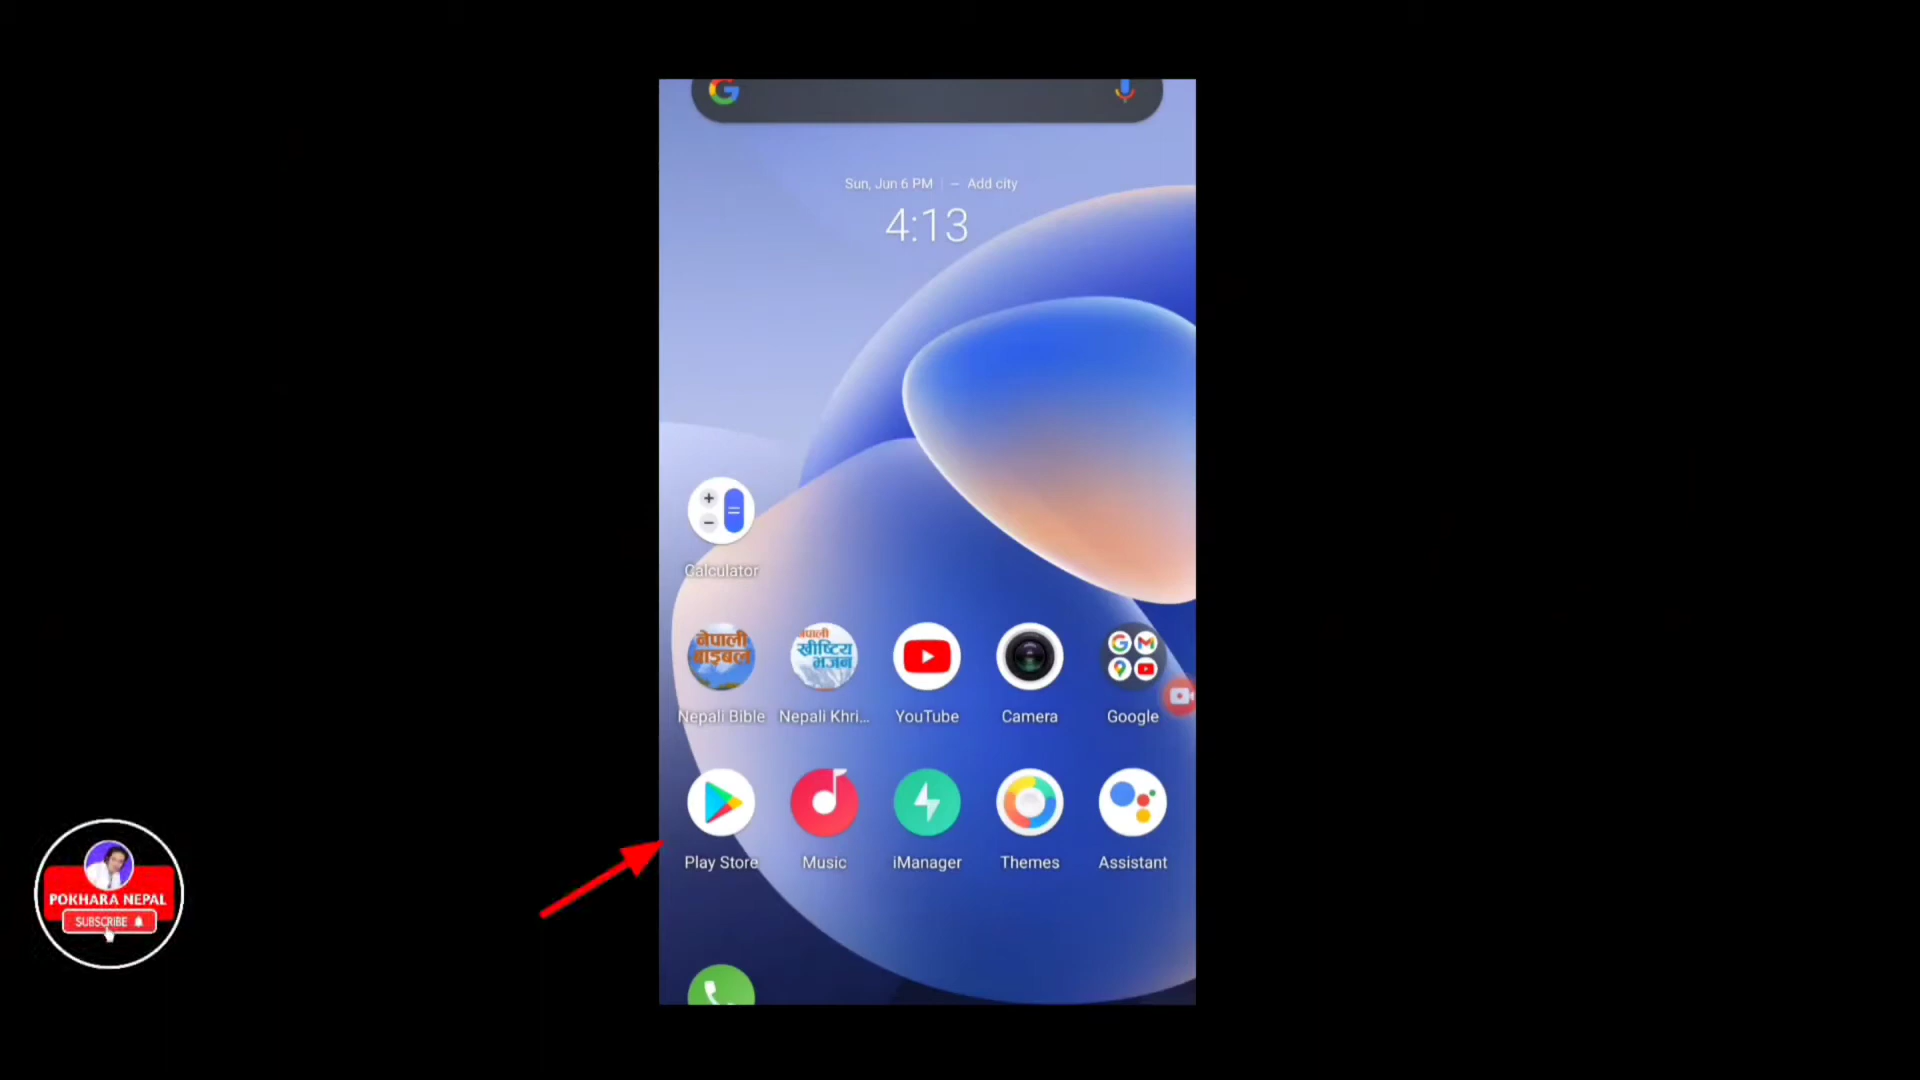 Sun, Jun 6 PM | – Add city
4:13
Calculator
नेपाली
बाइबल
नेपाली
ख्रीष्टिय
भजन
Nepali Bible
Nepali Khri...
YouTube
Camera
Google
Play Store
Music
iManager
Themes
Assistant
POKHARA NEPAL
SUBSCRIBE